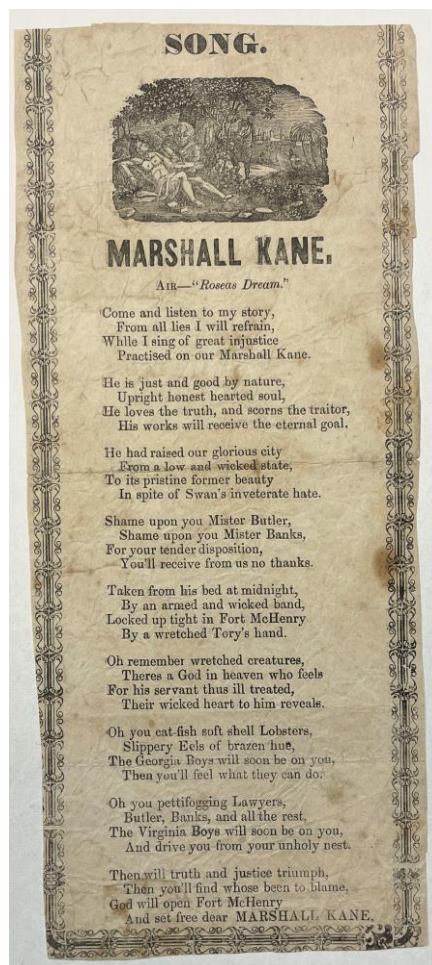 SONG.
MARSHALL KANE.
AIR—"Roseas Dream."
Come and listen to my story,
From all lies I will refrain,
While I sing of great injustice
Practised on our Marshall Kane.
He is just and good by nature,
Upright honest hearted soul,
He loves the truth, and scorns the traitor,
His works will receive the eternal goal.
He had raised our glorious city
From a low and wicked state,
To its pristine former beauty
In spite of Swan's inveterate hate.
Shame upon you Mister Butler,
Shame upon you Mister Banks,
For your tender disposition,
You'll receive from us no thanks.
Taken from his bed at midnight,
By an armed and wicked band,
Locked up tight in Fort McHenry
By a wretched Tory's hand.
Oh remember wretched creatures,
Theres a God in heaven who feels
For his servant thus ill treated,
Their wicked heart to him reveals.
Oh you cat-fish soft shell Lobsters,
Slippery Eels of brazen hue,
The Georgia Boys will soon be on you,
Then you'll feel what they can do.
Oh you pettifogging Lawyers,
Butler, Banks, and all the rest,
The Virginia Boys will soon be on you,
And drive you from your unholy nest.
Then will truth and justice triumph,
Then you'll find whose been to blame,
God will open Fort McHenry
And set free dear MARSHALL KANE.